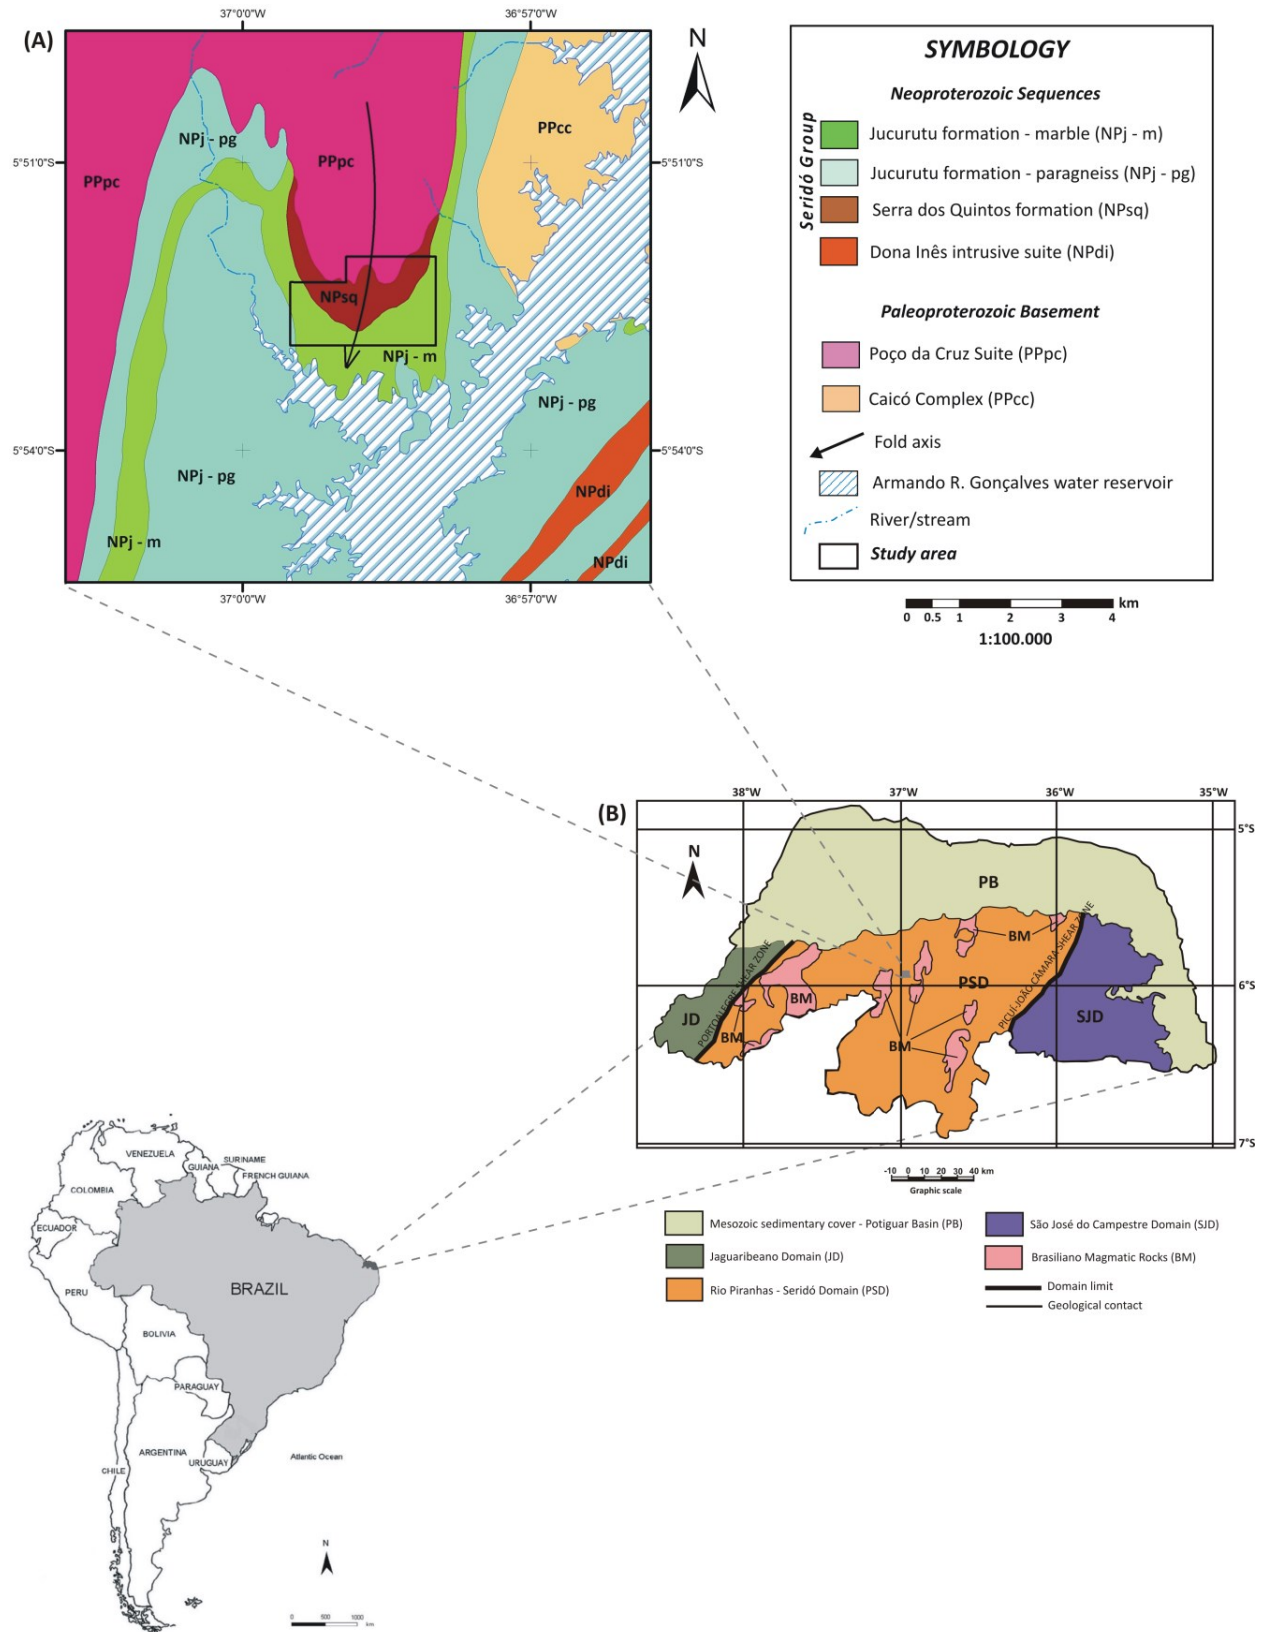 (A)
37°0'0"W
36°57'0"W
N
5°51'0"S
5°51'0"S
5°54'0"S
5°54'0"S
PPpc
NPj - pg
PPpc
PPcc
NPsq
NPj - m
NPj - pg
NPj - pg
NPdi
NPj - m
NPdi
37°0'0"W
36°57'0"W
SYMBOLOGY
Neoproterozoic Sequences
Seridó Group
Jucurutu formation - marble (NPj - m)
Jucurutu formation - paragneiss (NPj - pg)
Serra dos Quintos formation (NPsq)
Dona Inês intrusive suite (NPdi)
Paleoproterozoic Basement
Poço da Cruz Suite (PPpc)
Caicó Complex (PPcc)
Fold axis
Armando R. Gonçalves water reservoir
River/stream
Study area
km
0 0.5 1 2 3 4
1:100.000
(B)
38°W
37°W
36°W
35°W
5°S
6°S
7°S
N
PB
BM
PSD
BM
BM
BM
JD
SJD
PORTOALEGRE SHEAR ZONE
PICUÍ-JOÃO CÂMARA SHEAR ZONE
-10 0 10 20 30 40 km
Graphic scale
Mesozoic sedimentary cover - Potiguar Basin (PB)
Jaguaribeano Domain (JD)
Rio Piranhas - Seridó Domain (PSD)
São José do Campestre Domain (SJD)
Brasiliano Magmatic Rocks (BM)
Domain limit
Geological contact
VENEZUELA
GUIANA
SURINAME
FRENCH GUIANA
COLOMBIA
ECUADOR
PERU
BRAZIL
BOLIVIA
PARAGUAY
CHILE
ARGENTINA
URUGUAY
Atlantic Ocean
N
0 500 1000
km